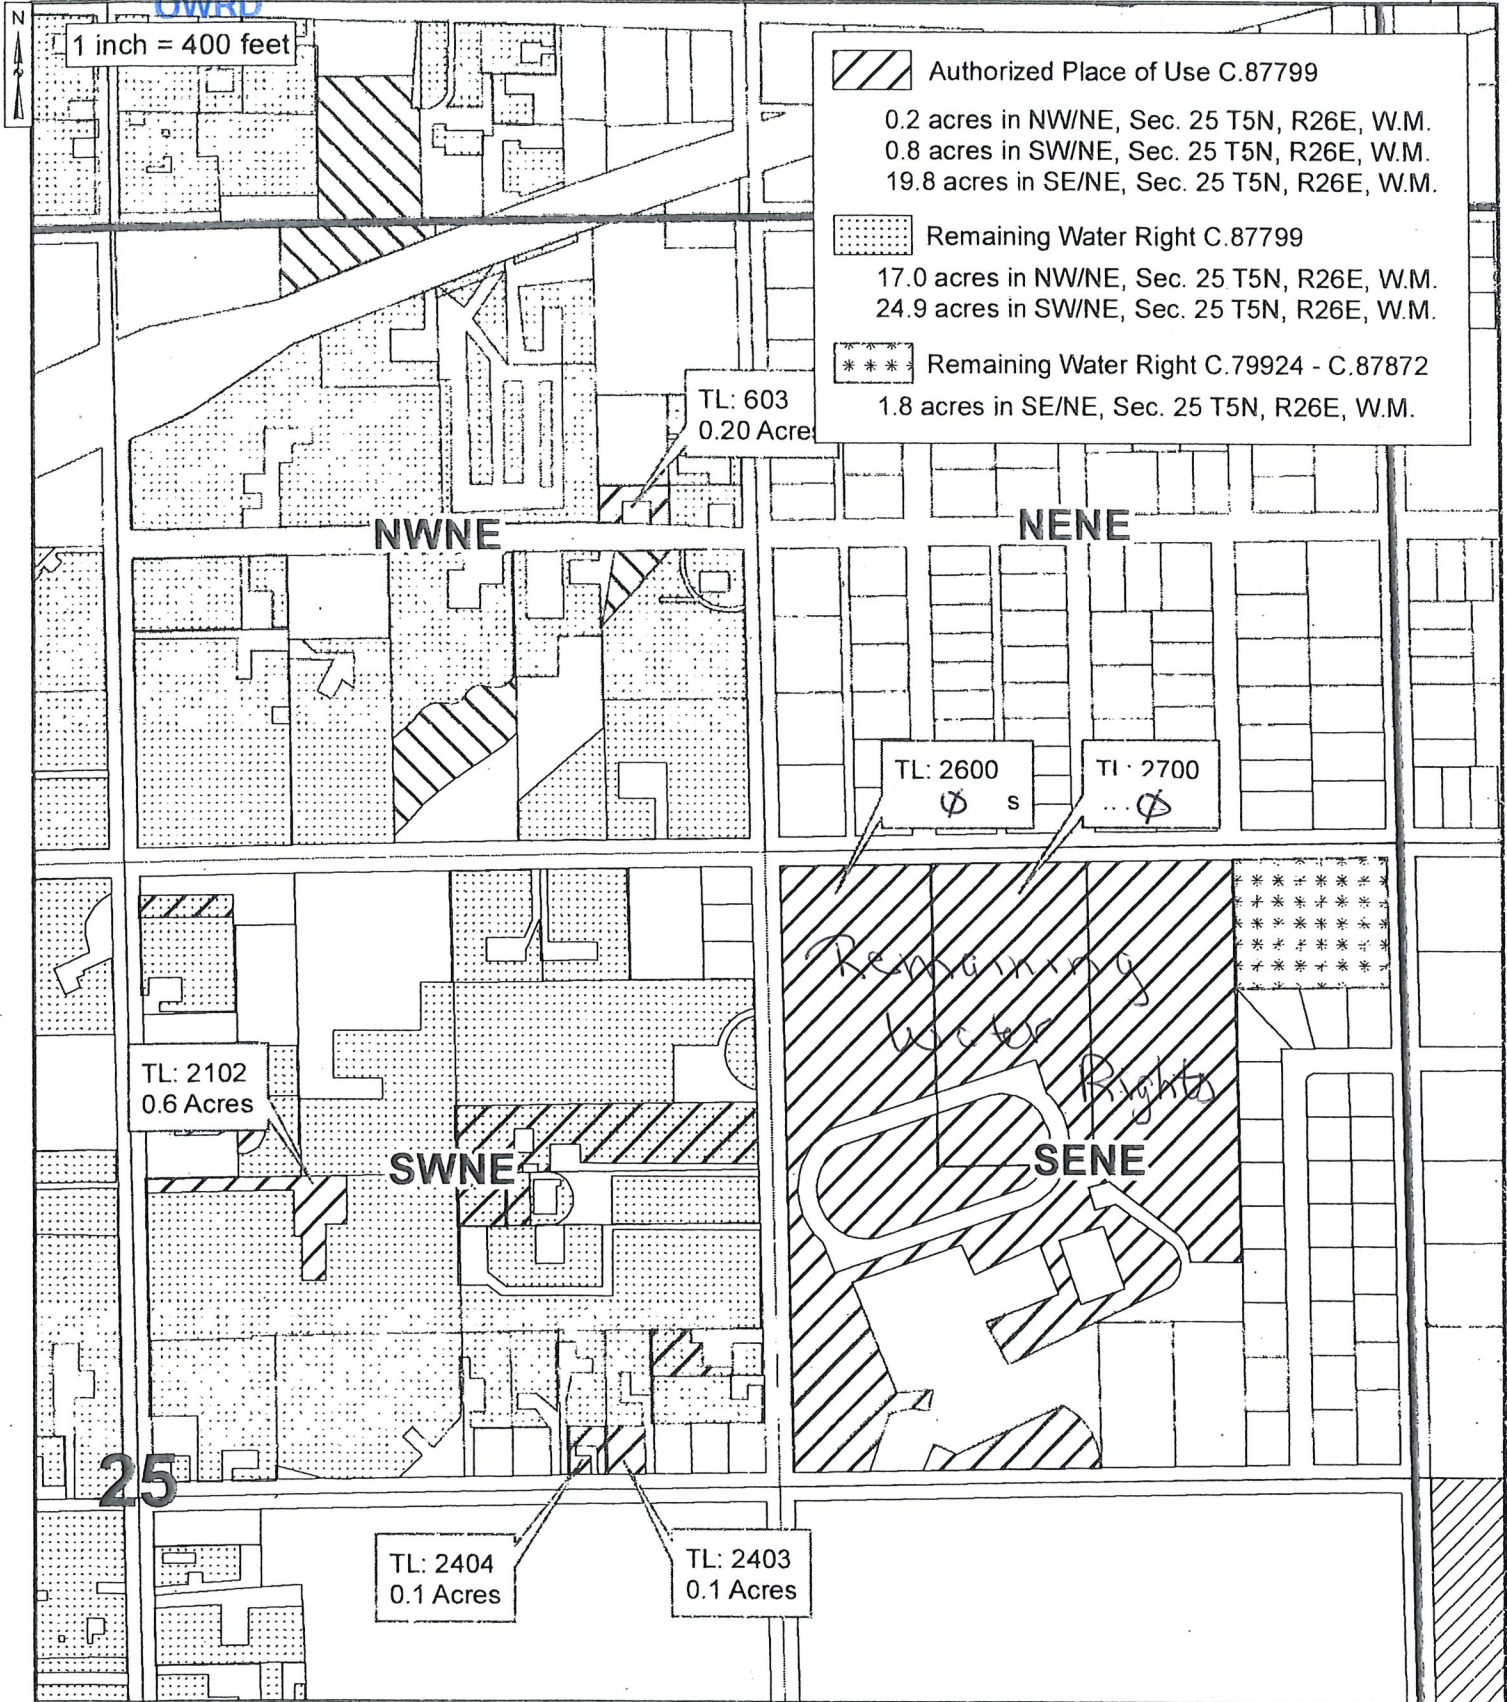 OWRD
N
1 inch = 400 feet
Authorized Place of Use C.87799
0.2 acres in NW/NE, Sec. 25 T5N, R26E, W.M.
0.8 acres in SW/NE, Sec. 25 T5N, R26E, W.M.
19.8 acres in SE/NE, Sec. 25 T5N, R26E, W.M.
Remaining Water Right C.87799
17.0 acres in NW/NE, Sec. 25 T5N, R26E, W.M.
24.9 acres in SW/NE, Sec. 25 T5N, R26E, W.M.
Remaining Water Right C.79924 - C.87872
1.8 acres in SE/NE, Sec. 25 T5N, R26E, W.M.
TL: 603
0.20 Acres
NWNE
NENE
TL: 2600
Ø s
TL: 2700
Ø
Remaining
Water
Rights
TL: 2102
0.6 Acres
SWNE
SENE
25
TL: 2404
0.1 Acres
TL: 2403
0.1 Acres